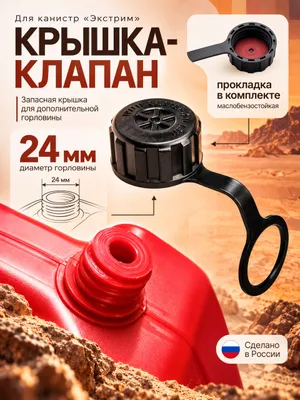 Для канистр «Экстрим»
КРЫШКА-
КЛАПАН
Запасная крышка
для дополнительной
горловины
прокладка
в комплекте
маслобензостойкая
24 мм
диаметр горловины
24 мм
Сделано
в России